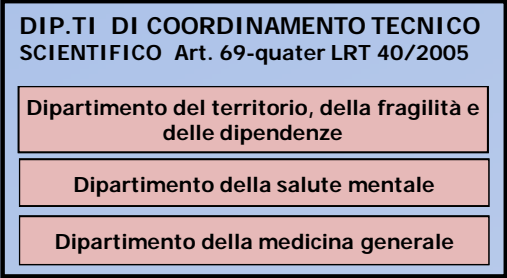 DIP.TI DI COORDINAMENTO TECNICO
SCIENTIFICO Art. 69-quater LRT 40/2005
Dipartimento del territorio, della fragilità e
delle dipendenze
Dipartimento della salute mentale
Dipartimento della medicina generale